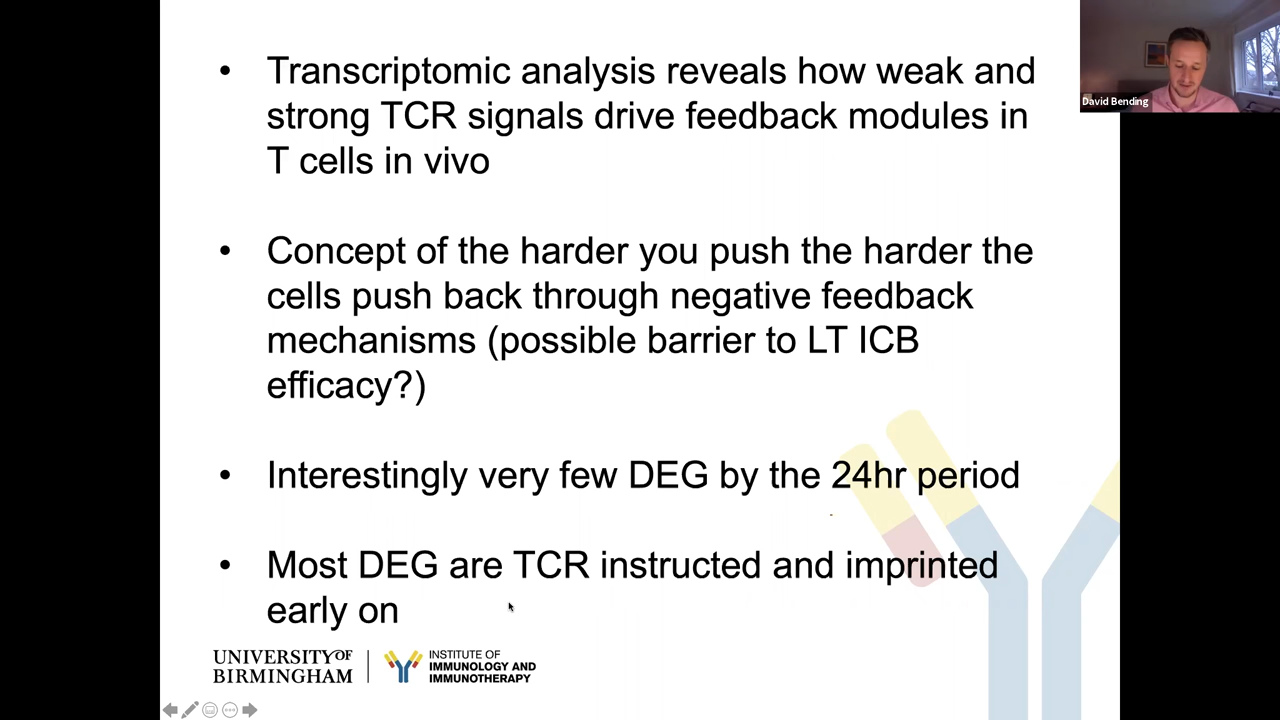 • Transcriptomic analysis reveals how weak and
strong TCR signals drive feedback modules in
T cells in vivo
• Concept of the harder you push the harder the
cells push back through negative feedback
mechanisms (possible barrier to LT ICB
efficacy?)
• Interestingly very few DEG by the 24hr period
• Most DEG are TCR instructed and imprinted
early on
UNIVERSITY OF
BIRMINGHAM
INSTITUTE OF
IMMUNOLOGY AND
IMMUNOTHERAPY
David Bending